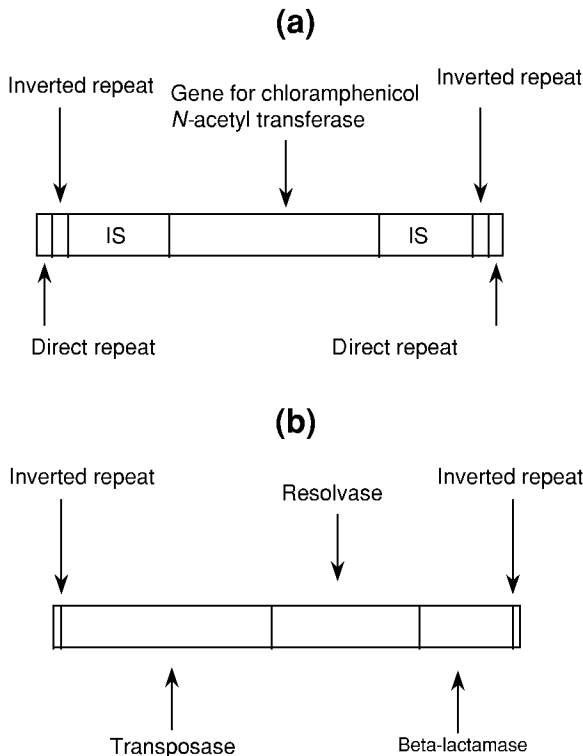 (a)
Inverted repeat
Gene for chloramphenicol
N-acetyl transferase
Inverted repeat
IS
IS
Direct repeat
Direct repeat
(b)
Inverted repeat
Resolvase
Inverted repeat
Transposase
Beta-lactamase